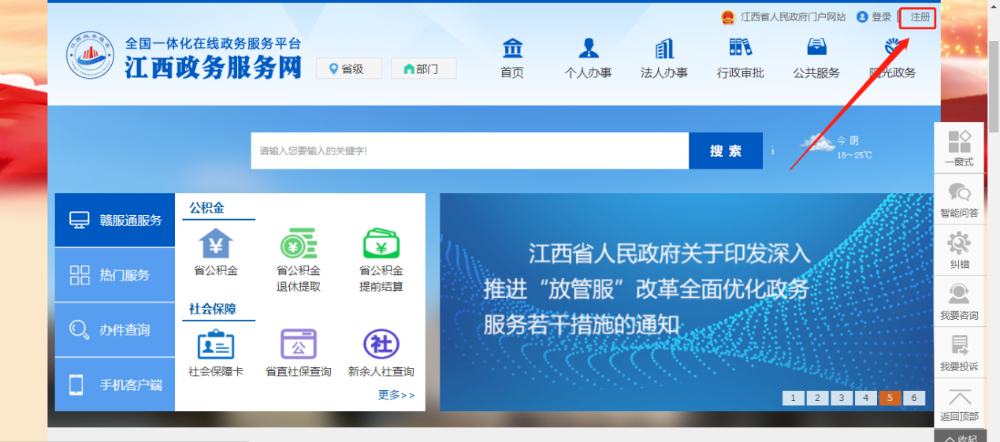 江西省人民政府门户网站 登录 | 注册
全国一体化在线政务服务平台
江西政务服务网
省级 部门
首页 个人办事 法人办事 行政审批 公共服务 阳光政务
请输入您要输入的关键字!
搜索
今 阴
18~25℃
赣服通服务
热门服务
办件查询
手机客户端
公积金
省公积金
省公积金
退休提取
省公积金
提前结算
社会保障
社会保障卡
公
省直社保查询
社
新余人社查询
更多>>
江西省人民政府关于印发深入
推进“放管服”改革全面优化政务
服务若干措施的通知
1 2 3 4 5 6
一窗式
智能问答
纠错
我要咨询
我要投诉
返回顶部
收起